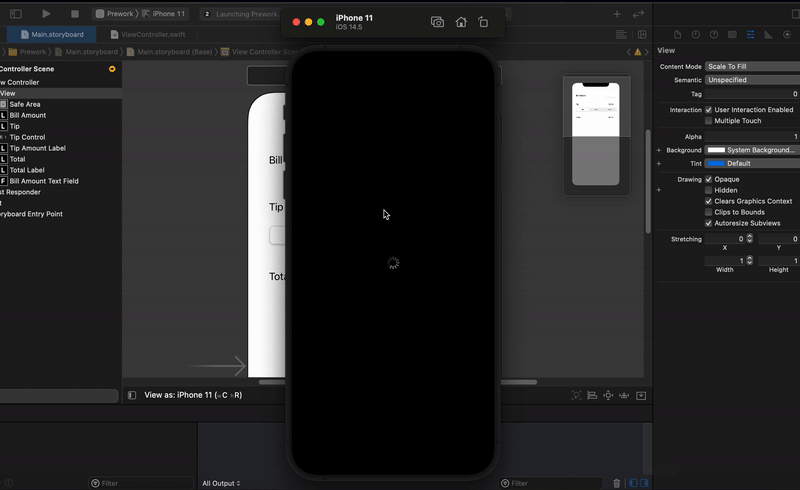 Prework
iPhone 11
2
Launching Prework
iPhone 11
iOS 14.5
Main.storyboard
ViewController.swift
Prework
Main.storyboard
Main.storyboard (Base)
View Controller Scene
Controller Scene
w Controller
View
Safe Area
L Bill Amount
L Tip
Tip Control
L Tip Amount Label
L Total
L Total Label
F Bill Amount Text Field
st Responder
t
oryboard Entry Point
Bill
Tip
Tota
View as: iPhone 11 (wC hR)
Filter
All Output
Filter
View
Content Mode Scale To Fill
Semantic Unspecified
Tag 0
Interaction User Interaction Enabled
Multiple Touch
Alpha 1
Background System Background...
Tint Default
Drawing Opaque
Hidden
Clears Graphics Context
Clips to Bounds
Autoresize Subviews
Stretching 0 0
X Y
1 1
Width Height